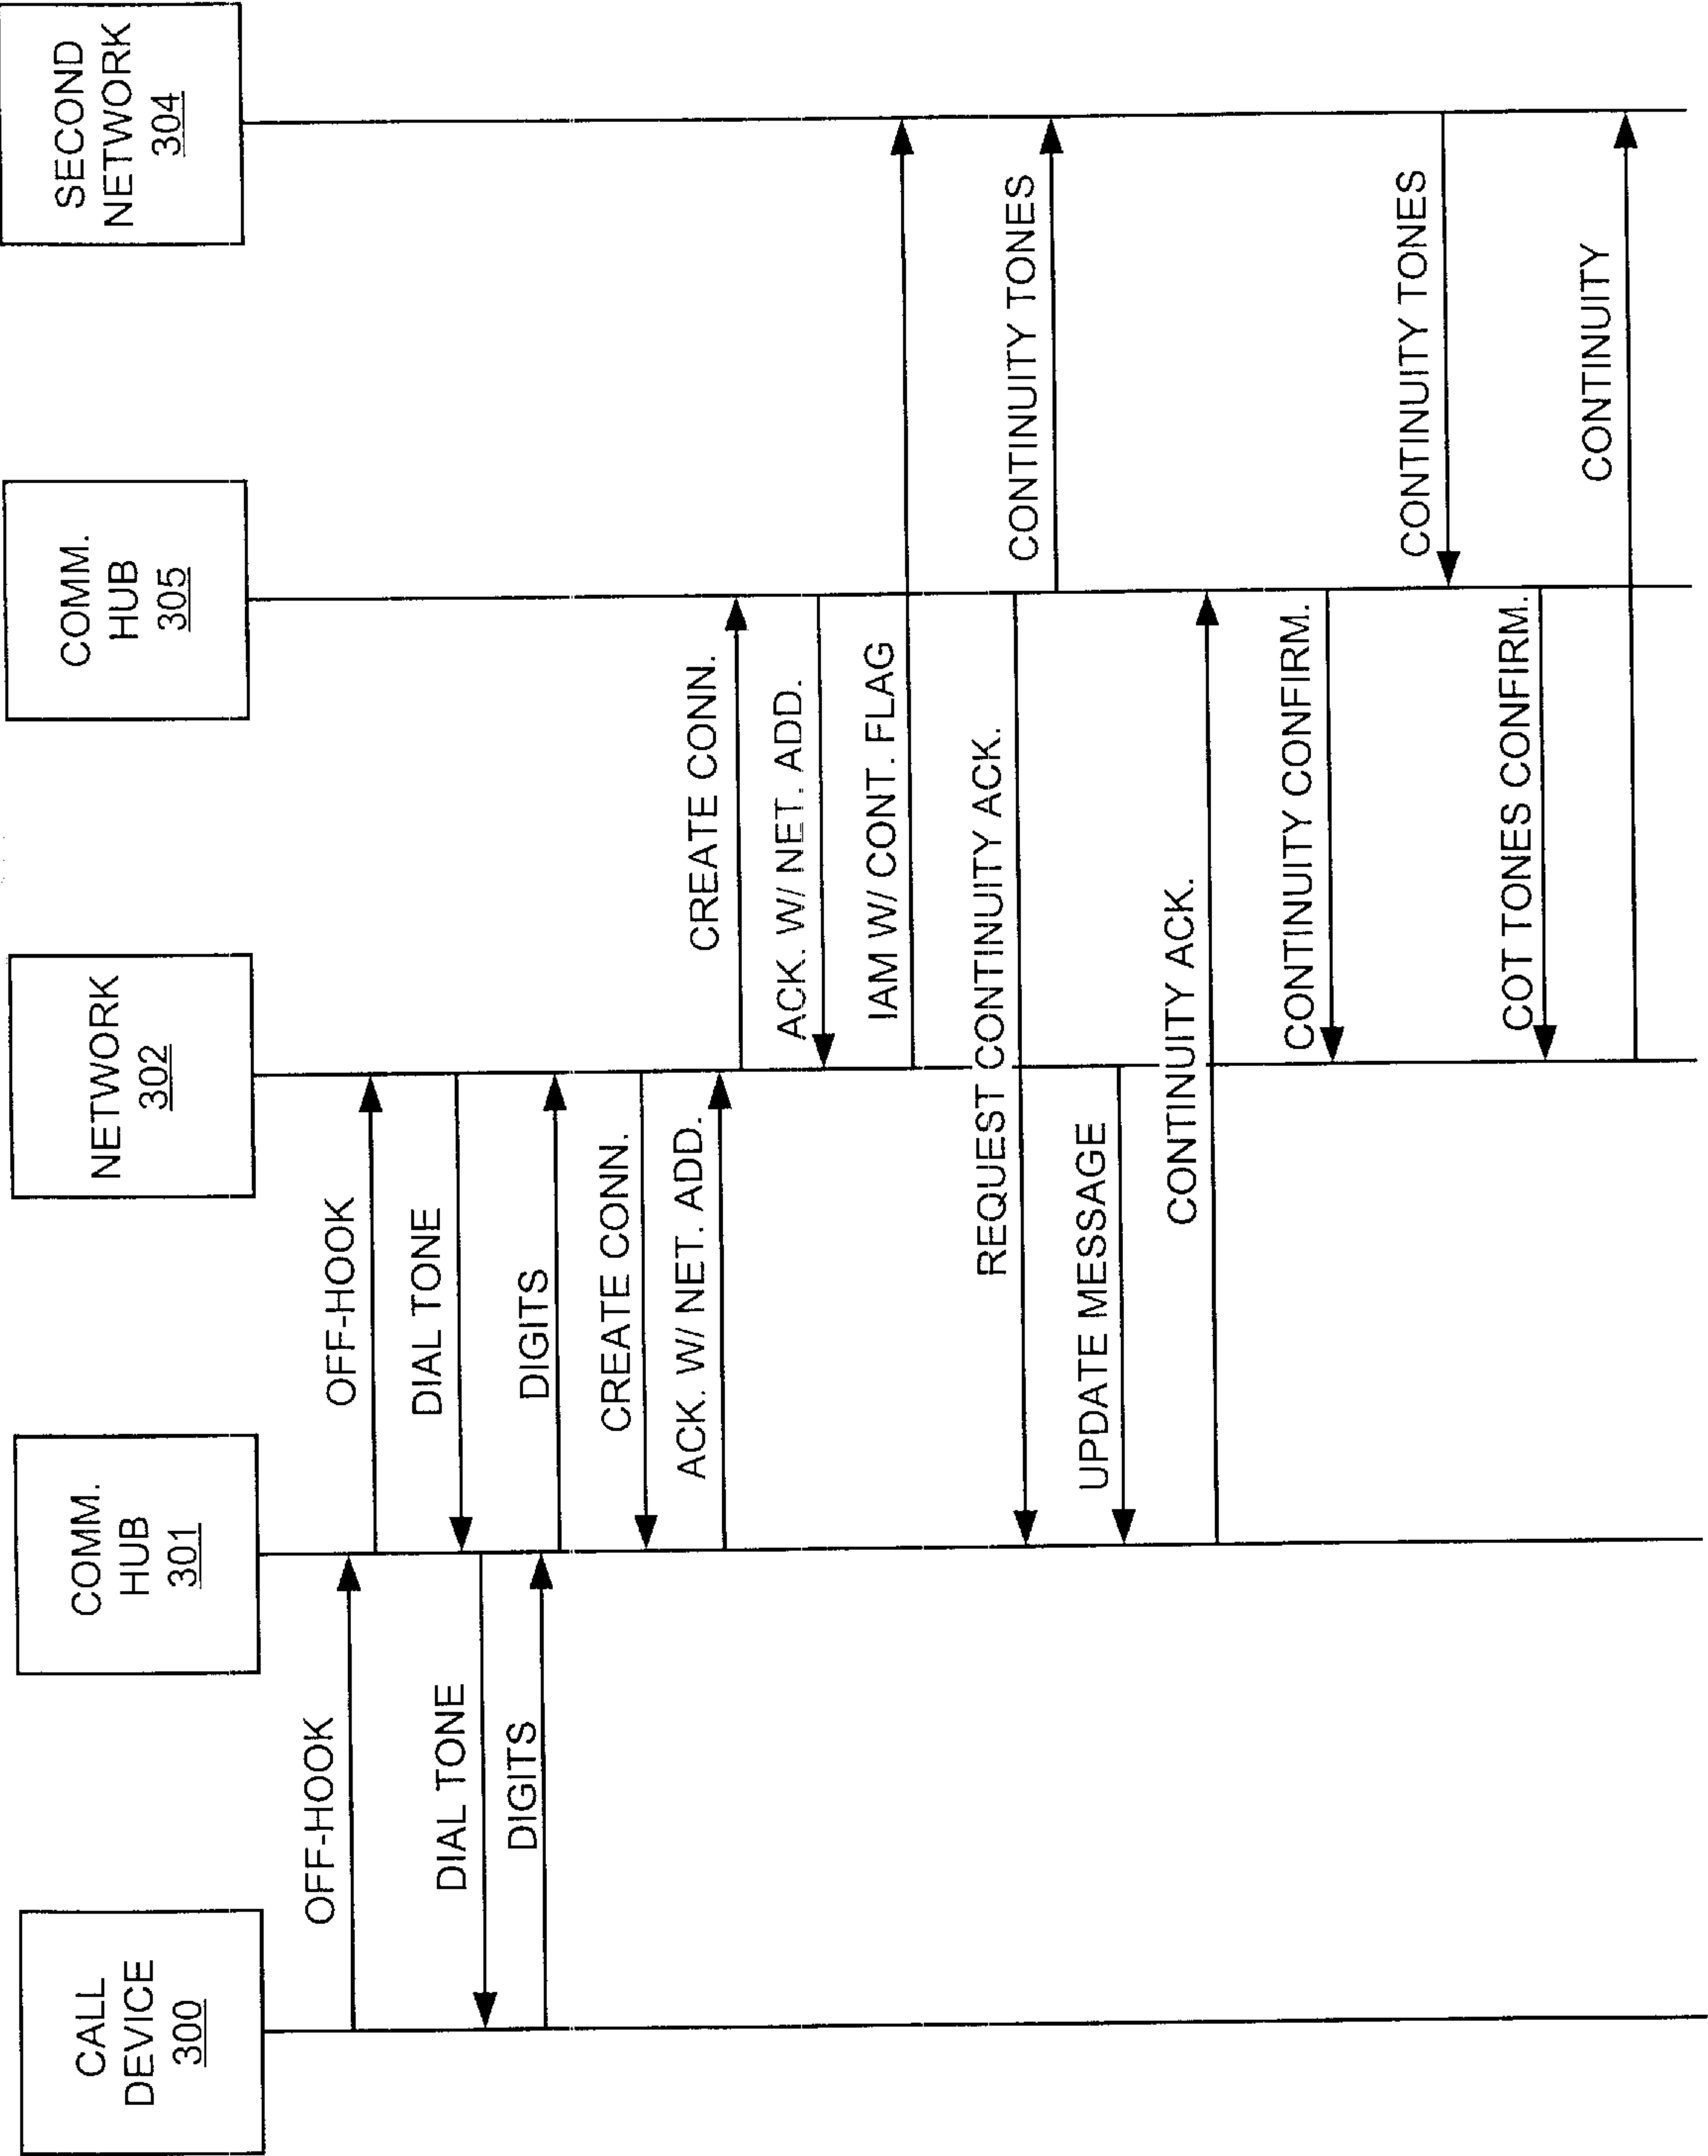 CALL
DEVICE
300
COMM.
HUB
301
NETWORK
302
COMM.
HUB
305
SECOND
NETWORK
304
OFF-HOOK
OFF-HOOK
DIAL TONE
DIAL TONE
DIGITS
DIGITS
CREATE CONN.
ACK. W/ NET. ADD.
CREATE CONN.
ACK. W/ NET. ADD.
IAM W/ CONT. FLAG
REQUEST CONTINUITY ACK.
CONTINUITY TONES
UPDATE MESSAGE
CONTINUITY ACK.
CONTINUITY CONFIRM.
CONTINUITY TONES
COT TONES CONFIRM.
CONTINUITY